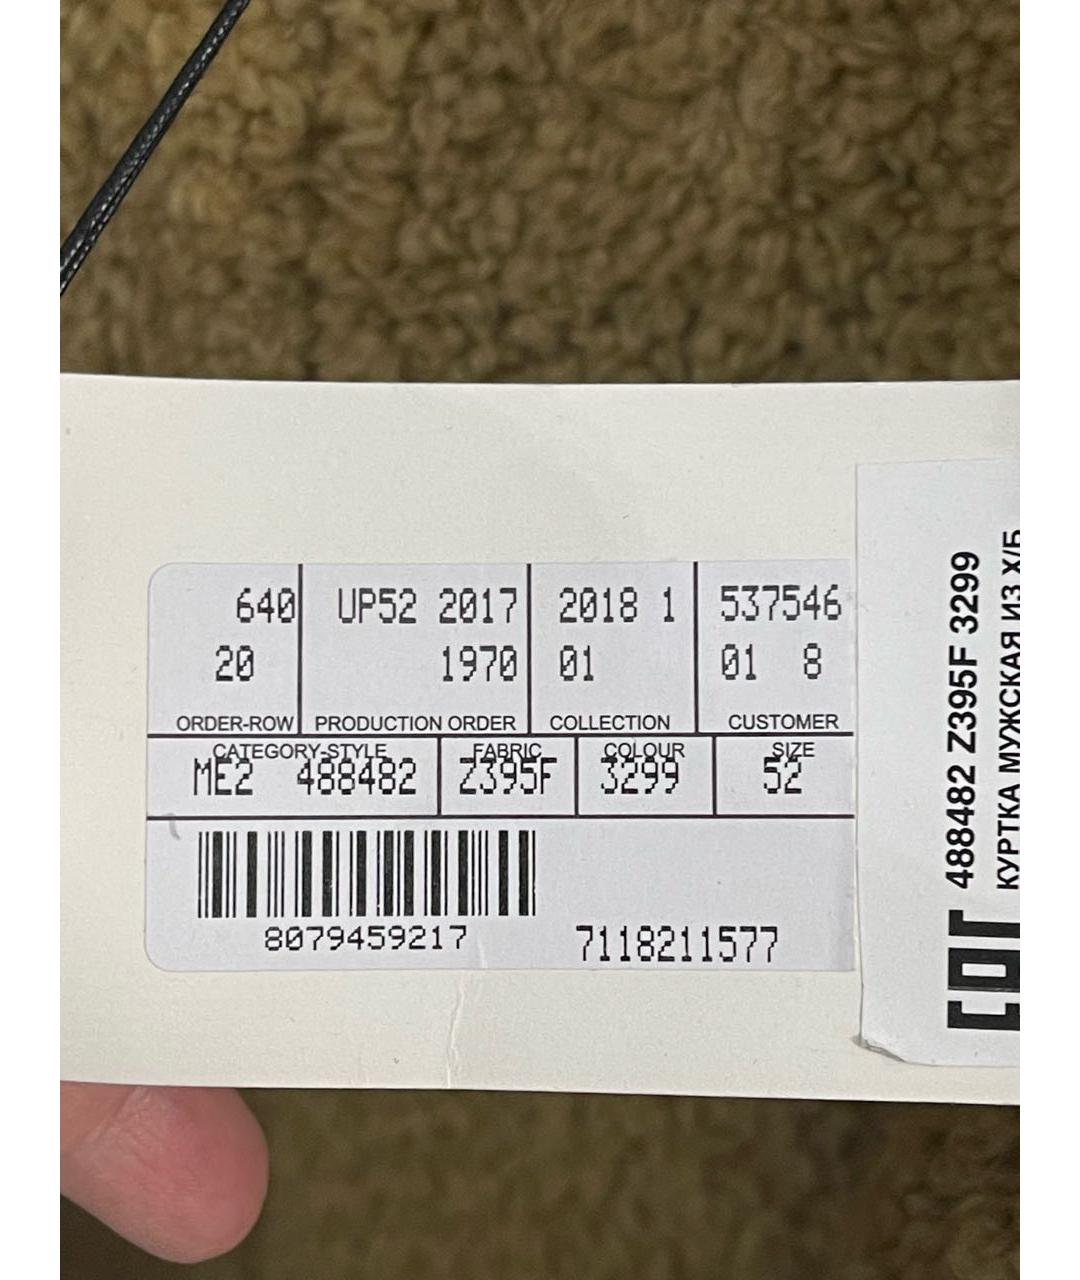 640 UP52 2017 2018 1 537546
20 1970 01 01 8
ORDER-ROW PRODUCTION ORDER COLLECTION CUSTOMER
CATEGORY-STYLE FABRIC COLOUR SIZE
ME2 488482 Z395F 3299 52
8079459217 7118211577
488482 Z395F 3299
КУРТКА МУЖСКАЯ ИЗ Х/Б
EAC